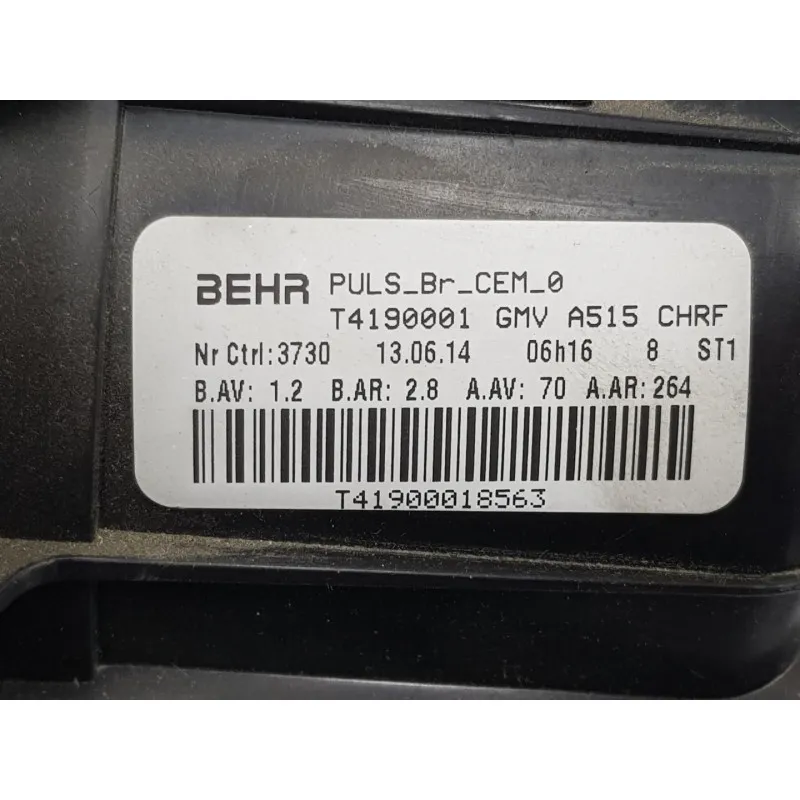 BEHR PULS_Br_CEM_0
T4190001 GMV A515 CHRF
Nr Ctrl:3730 13.06.14 06h16 8 ST1
B.AV: 1.2 B.AR: 2.8 A.AV: 70 A.AR: 264
T41900018563